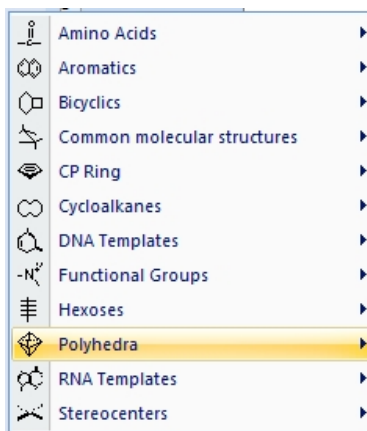 Amino Acids
Aromatics
Bicyclics
Common molecular structures
CP Ring
Cycloalkanes
DNA Templates
Functional Groups
Hexoses
Polyhedra
RNA Templates
Stereocenters